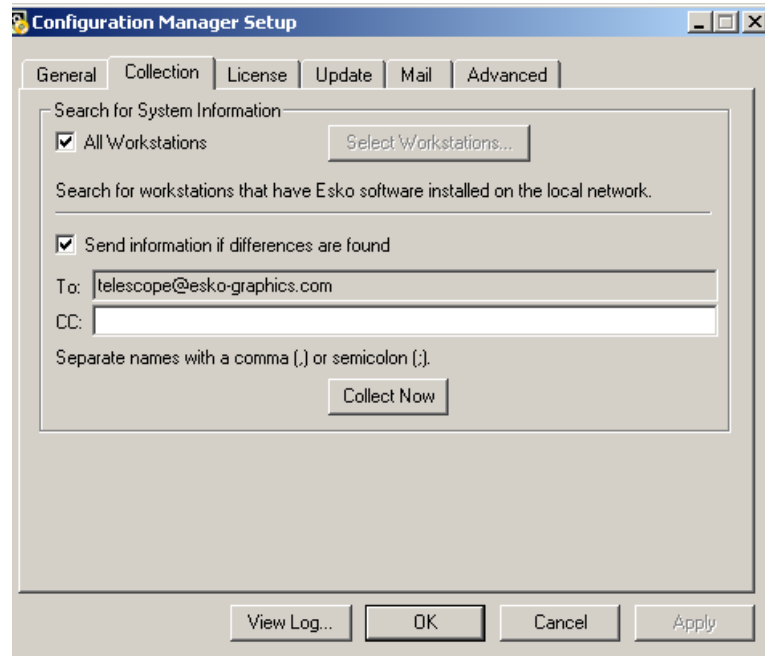 Configuration Manager Setup
General Collection License Update Mail Advanced
Search for System Information
All Workstations Select Workstations...
Search for workstations that have Esko software installed on the local network.
Send information if differences are found
To: telescope@esko-graphics.com
CC:
Separate names with a comma (,) or semicolon (;).
Collect Now
View Log... OK Cancel Apply